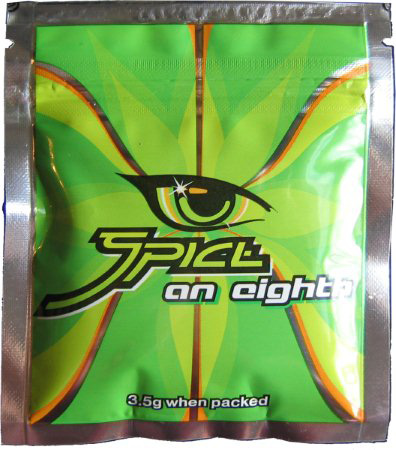 SPICE
an eighth
3.5g when packed